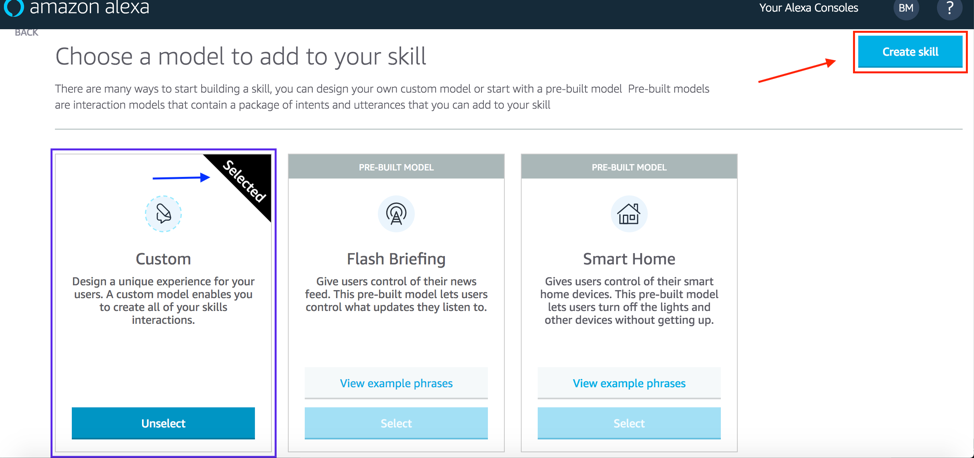 amazon alexa
Your Alexa Consoles
BM
?
BACK
Choose a model to add to your skill
Create skill
There are many ways to start building a skill, you can design your own custom model or start with a pre-built model  Pre-built models
are interaction models that contain a package of intents and utterances that you can add to your skill
Selected
Custom
Design a unique experience for your
users. A custom model enables you
to create all of your skills
interactions.
Unselect
PRE-BUILT MODEL
Flash Briefing
Give users control of their news
feed. This pre-built model lets users
control what updates they listen to.
View example phrases
Select
PRE-BUILT MODEL
Smart Home
Gives users control of their smart
home devices. This pre-built model
lets users turn off the lights and
other devices without getting up.
View example phrases
Select